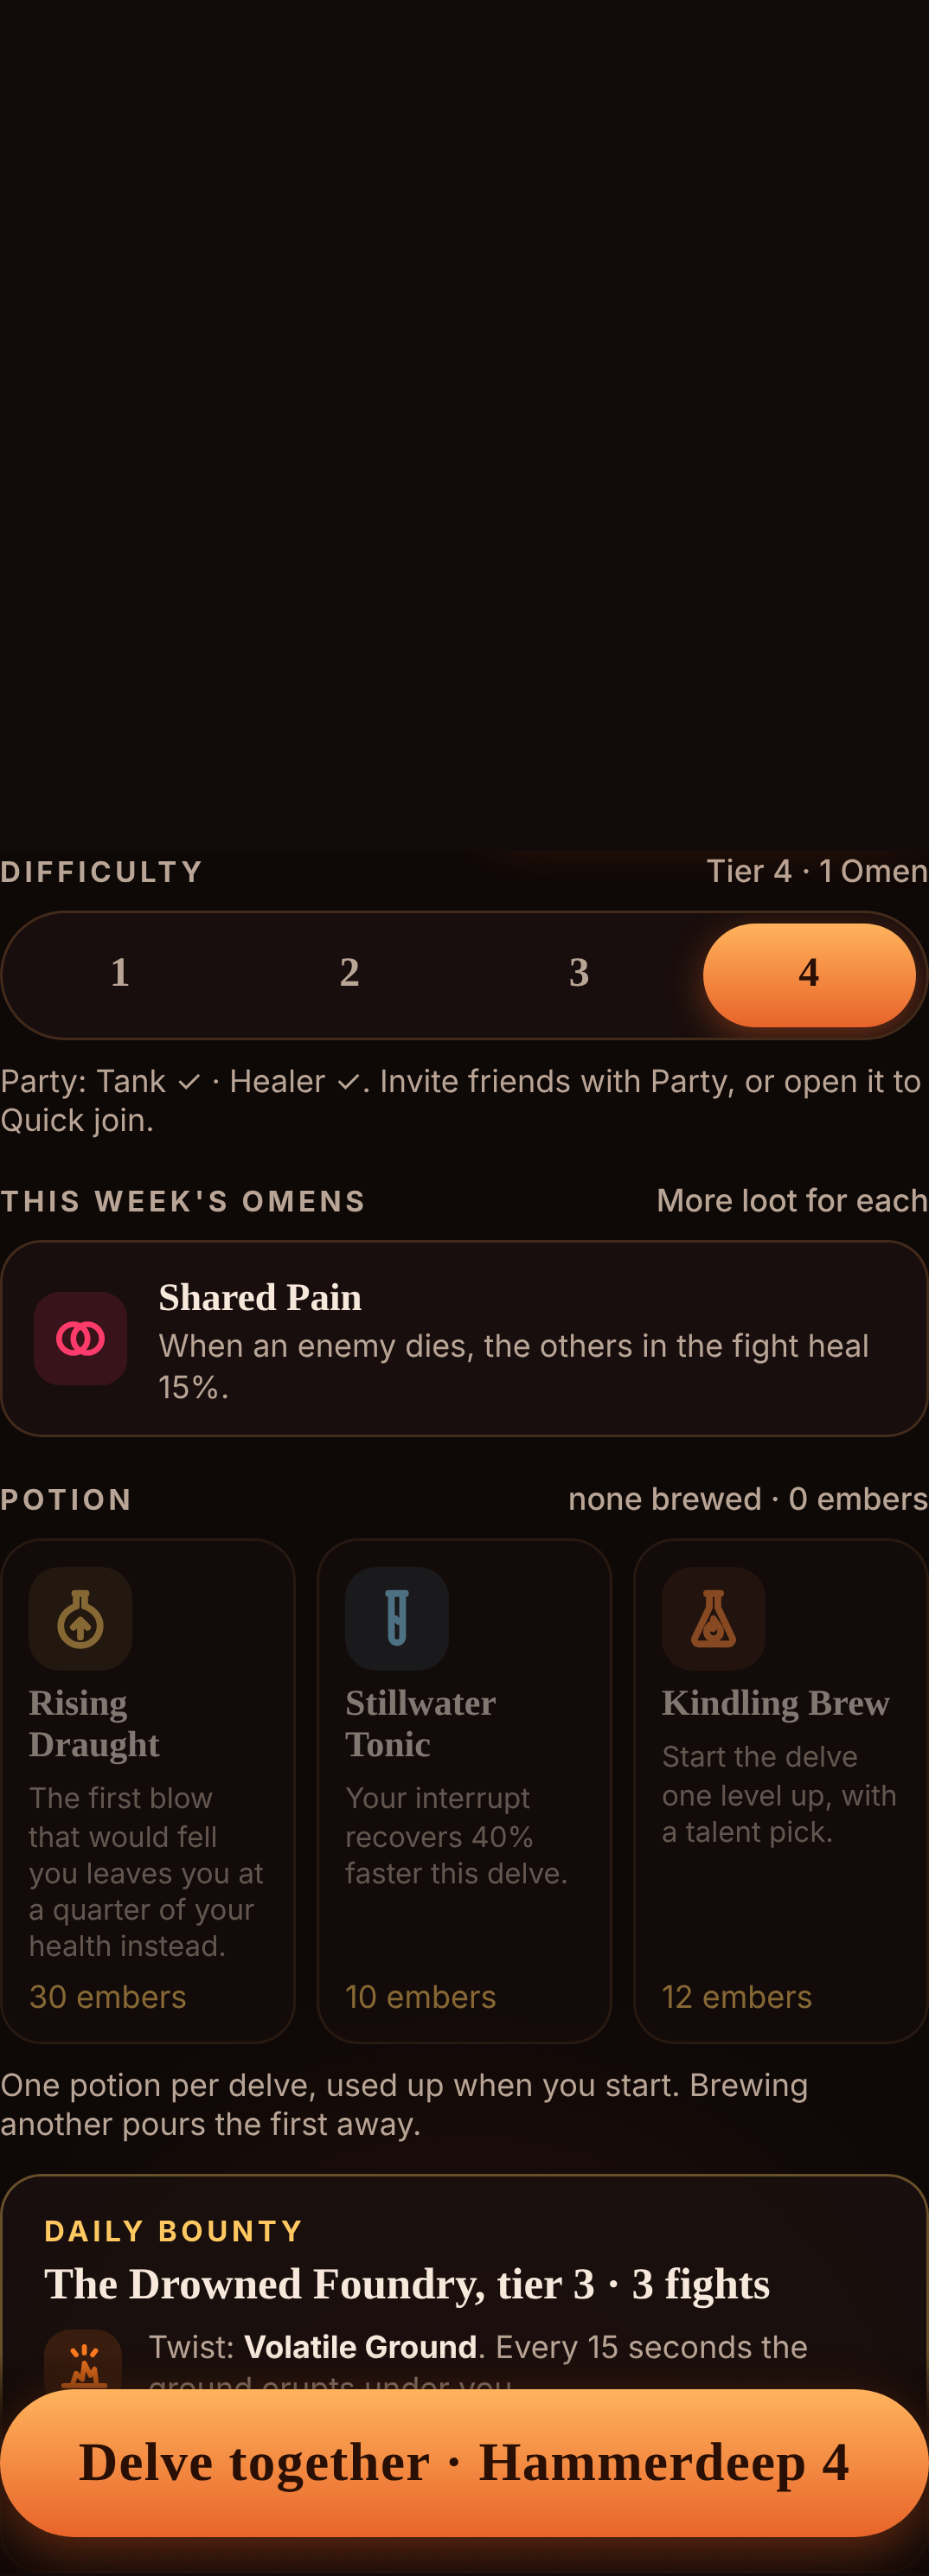 DIFFICULTY
Tier 4 · 1 Omen
1 2 3 4
Party: Tank ✓ · Healer ✓. Invite friends with Party, or open it to
Quick join.
THIS WEEK'S OMENS
More loot for each
Shared Pain
When an enemy dies, the others in the fight heal
15%.
POTION
none brewed · 0 embers
Rising
Draught
The first blow
that would fell
you leaves you at
a quarter of your
health instead.
30 embers
Stillwater
Tonic
Your interrupt
recovers 40%
faster this delve.
10 embers
Kindling Brew
Start the delve
one level up, with
a talent pick.
12 embers
One potion per delve, used up when you start. Brewing
another pours the first away.
DAILY BOUNTY
The Drowned Foundry, tier 3 · 3 fights
Twist: Volatile Ground. Every 15 seconds the
ground erupts under you
Delve together · Hammerdeep 4